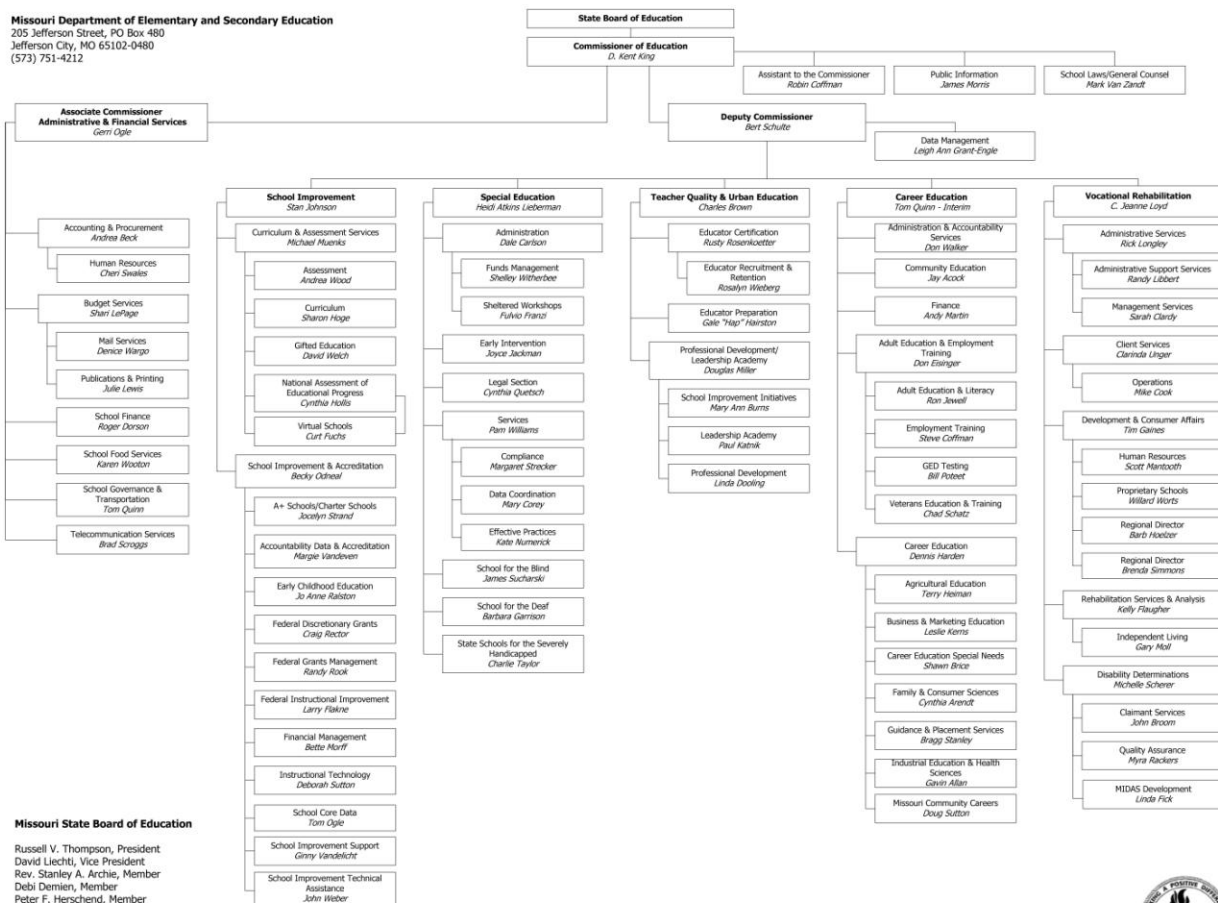 Missouri Department of Elementary and Secondary Education
205 Jefferson Street, PO Box 480
Jefferson City, MO 65102-0480
(573) 751-4212
State Board of Education
Commissioner of Education
D. Kent King
Assistant to the Commissioner
Robin Coffman
Public Information
James Morris
School Laws/General Counsel
Mark Van Zandt
Associate Commissioner
Administrative & Financial Services
Gerri Ogle
Deputy Commissioner
Bert Schulte
Data Management
Leigh Ann Grant-Engle
Accounting & Procurement
Andrea Beck
Human Resources
Cheri Swales
Budget Services
Shari LePage
Mail Services
Denice Wargo
Publications & Printing
Julie Lewis
School Finance
Roger Dorson
School Food Services
Karen Wooton
School Governance &
Transportation
Tom Quinn
Telecommunication Services
Brad Scroggs
School Improvement
Stan Johnson
Curriculum & Assessment Services
Michael Muenks
Assessment
Andrea Wood
Curriculum
Sharon Hoge
Gifted Education
David Welch
National Assessment of
Educational Progress
Cynthia Hollis
Virtual Schools
Curt Fuchs
School Improvement & Accreditation
Becky Odneal
A+ Schools/Charter Schools
Jocelyn Strand
Accountability Data & Accreditation
Margie Vandeven
Early Childhood Education
Jo Anne Ralston
Federal Discretionary Grants
Craig Rector
Federal Grants Management
Randy Rook
Federal Instructional Improvement
Larry Flakne
Financial Management
Bette Morff
Instructional Technology
Deborah Sutton
School Core Data
Tom Ogle
School Improvement Support
Ginny Vandelicht
School Improvement Technical
Assistance
John Weber
Special Education
Heidi Atkins Lieberman
Administration
Dale Carlson
Funds Management
Shelley Witherbee
Sheltered Workshops
Fulvio Franzi
Early Intervention
Joyce Jackman
Legal Section
Cynthia Quetsch
Services
Pam Williams
Compliance
Margaret Strecker
Data Coordination
Mary Corey
Effective Practices
Kate Numerick
School for the Blind
James Sucharski
School for the Deaf
Barbara Garrison
State Schools for the Severely
Handicapped
Charlie Taylor
Teacher Quality & Urban Education
Charles Brown
Educator Certification
Rusty Rosenkoetter
Educator Recruitment &
Retention
Rosalyn Wieberg
Educator Preparation
Gale "Hap" Hairston
Professional Development/
Leadership Academy
Douglas Miller
School Improvement Initiatives
Mary Ann Burns
Leadership Academy
Paul Katnik
Professional Development
Linda Dooling
Career Education
Tom Quinn - Interim
Administration & Accountability
Services
Don Walker
Community Education
Jay Acock
Finance
Andy Martin
Adult Education & Employment
Training
Don Eisinger
Adult Education & Literacy
Ron Jewell
Employment Training
Steve Coffman
GED Testing
Bill Poteet
Veterans Education & Training
Chad Schatz
Career Education
Dennis Harden
Agricultural Education
Terry Heiman
Business & Marketing Education
Leslie Kerns
Career Education Special Needs
Shawn Brice
Family & Consumer Sciences
Cynthia Arendt
Guidance & Placement Services
Bragg Stanley
Industrial Education & Health
Sciences
Gavin Allan
Missouri Community Careers
Doug Sutton
Vocational Rehabilitation
C. Jeanne Loyd
Administrative Services
Rick Longley
Administrative Support Services
Randy Libbert
Management Services
Sarah Clardy
Client Services
Clarinda Unger
Operations
Mike Cook
Development & Consumer Affairs
Tim Gaines
Human Resources
Scott Mantooth
Proprietary Schools
Willard Worts
Regional Director
Barb Hoelzer
Regional Director
Brenda Simmons
Rehabilitation Services & Analysis
Kelly Flaugher
Independent Living
Gary Moll
Disability Determinations
Michelle Scherer
Claimant Services
John Broom
Quality Assurance
Myra Rackers
MIDAS Development
Linda Fick
Missouri State Board of Education
Russell V. Thompson, President
David Liechti, Vice President
Rev. Stanley A. Archie, Member
Debi Demien, Member
Peter F. Herschend, Member
A POSITIVE